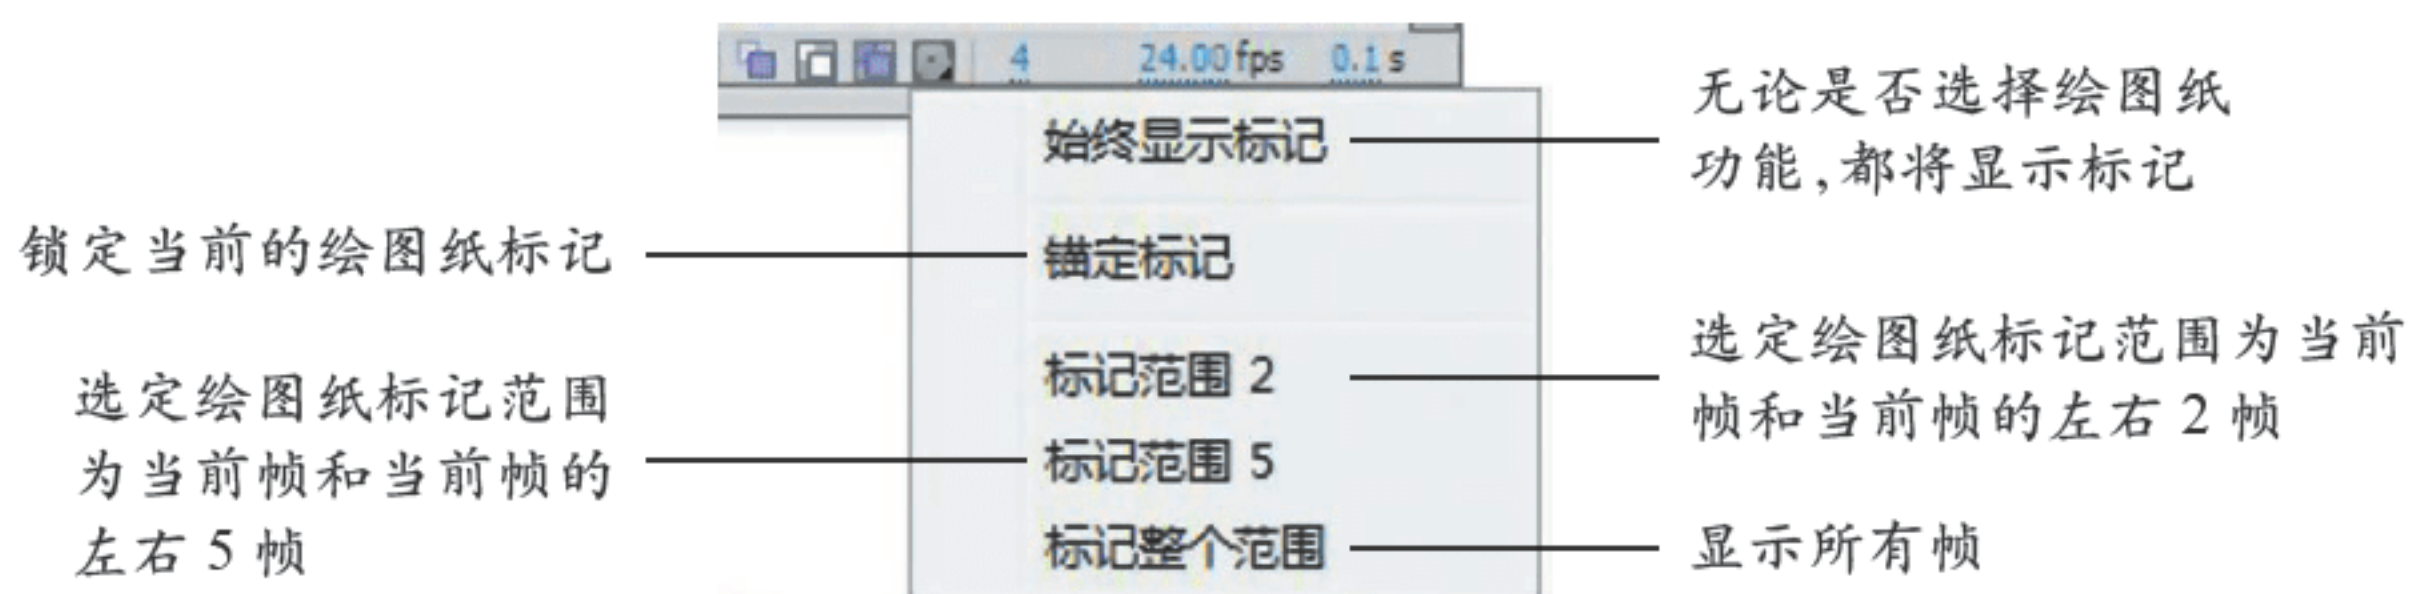 4 24.00 fps 0.1 s
始终显示标记
无论是否选择绘图纸
功能,都将显示标记
锁定当前的绘图纸标记
锚定标记
标记范围 2
选定绘图纸标记范围为当前
帧和当前帧的左右 2 帧
选定绘图纸标记范围
为当前帧和当前帧的
左右 5 帧
标记范围 5
标记整个范围
显示所有帧